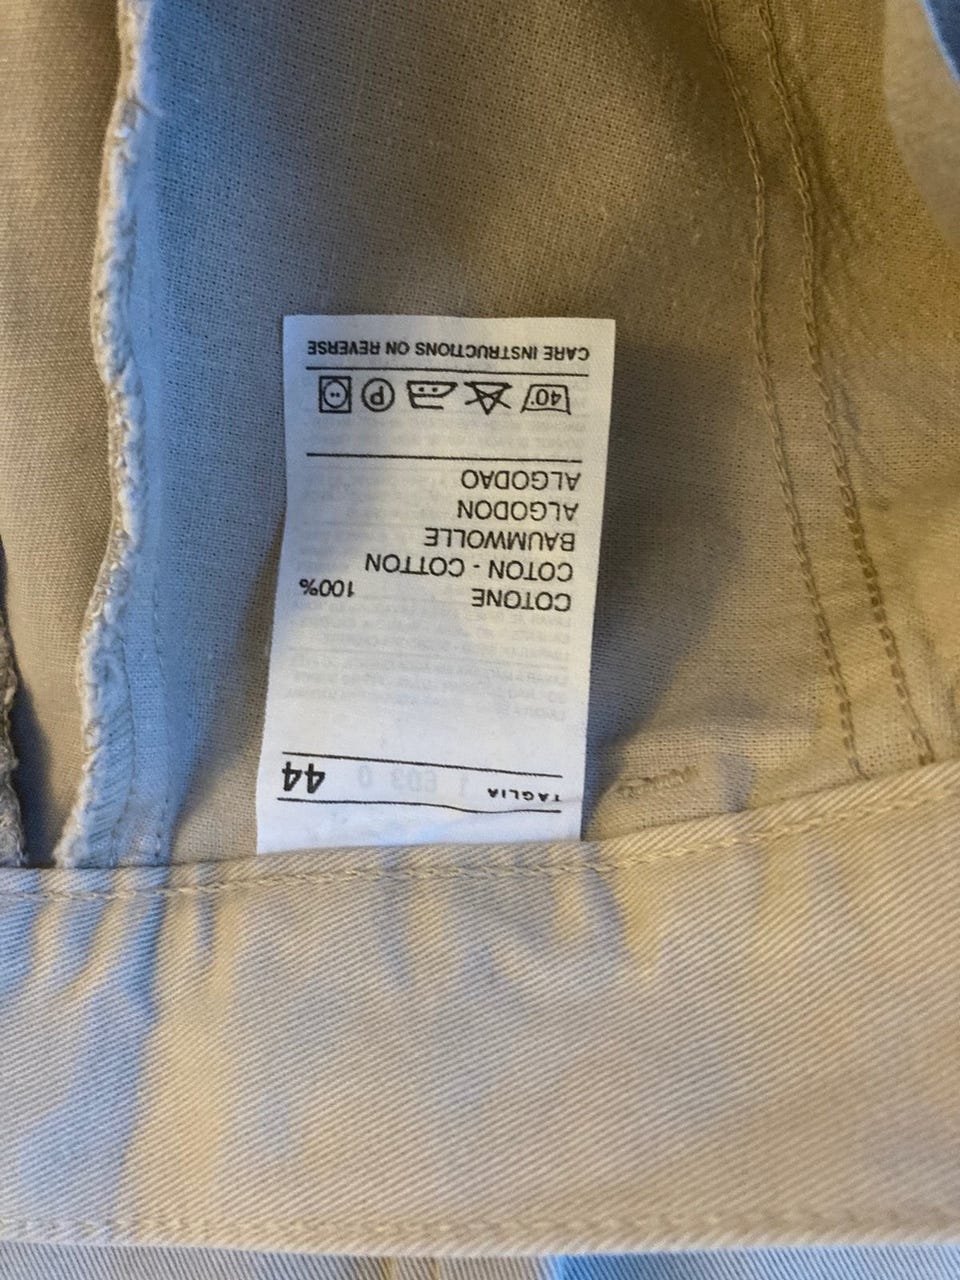 TAGLIA 44
COTONE 100%
COTON - COTTON
BAUMWOLLE
ALGODON
ALGODAO
40° P
CARE INSTRUCTIONS ON REVERSE